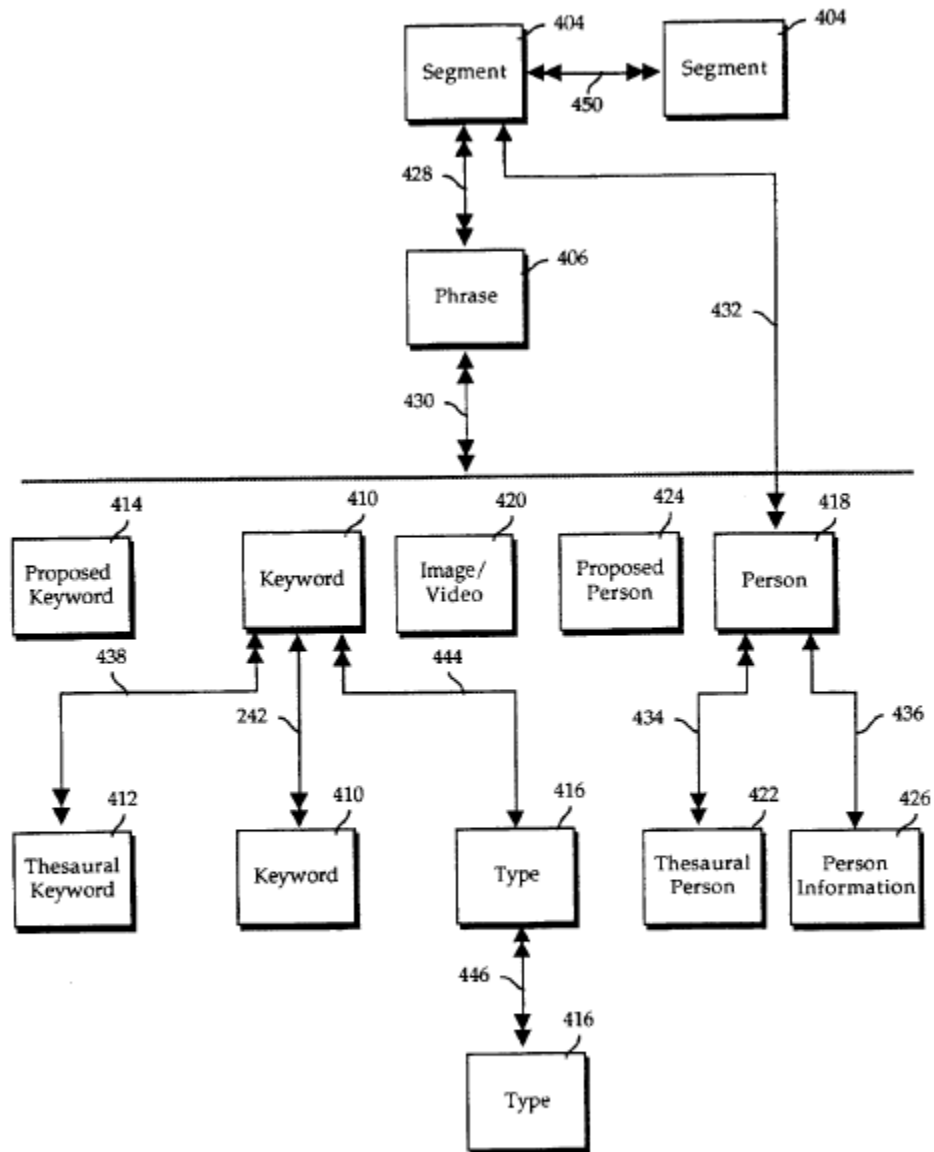 404
404
Segment
Segment
450
428
406
Phrase
432
430
414
410
420
424
418
Proposed
Keyword
Keyword
Image/
Video
Proposed
Person
Person
438
444
242
434
436
412
410
416
422
426
Thesaural
Keyword
Keyword
Type
Thesaural
Person
Person
Information
446
416
Type